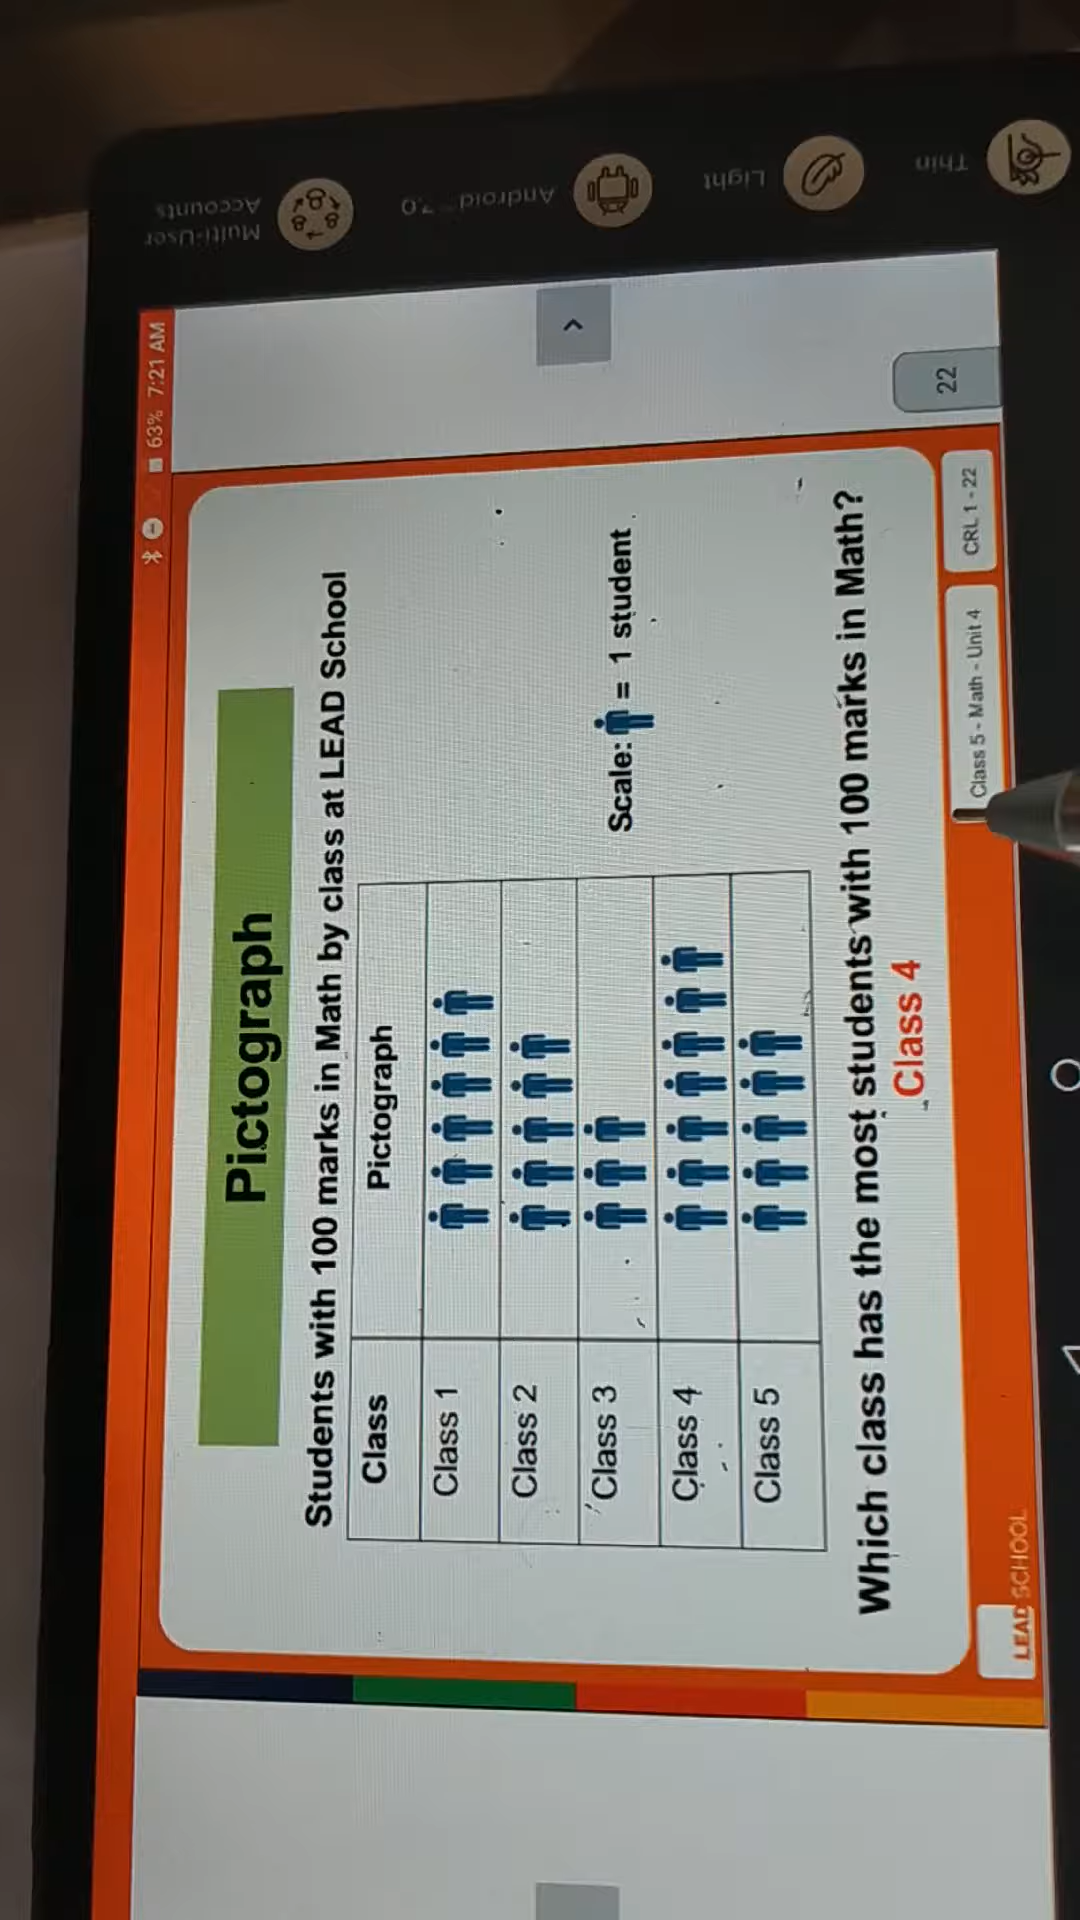 63% 7:21 AM
Pictograph
Students with 100 marks in Math by class at LEAD School
Class Pictograph
Class 1
Class 2
Class 3
Class 4
Class 5
Scale: = 1 student
Which class has the most students with 100 marks in Math?
Class 4
LEAD SCHOOL
Class 5 - Math - Unit 4
CRL 1 - 22
22
Thin
Light
Android™ 7.0
Multi-User
Accounts